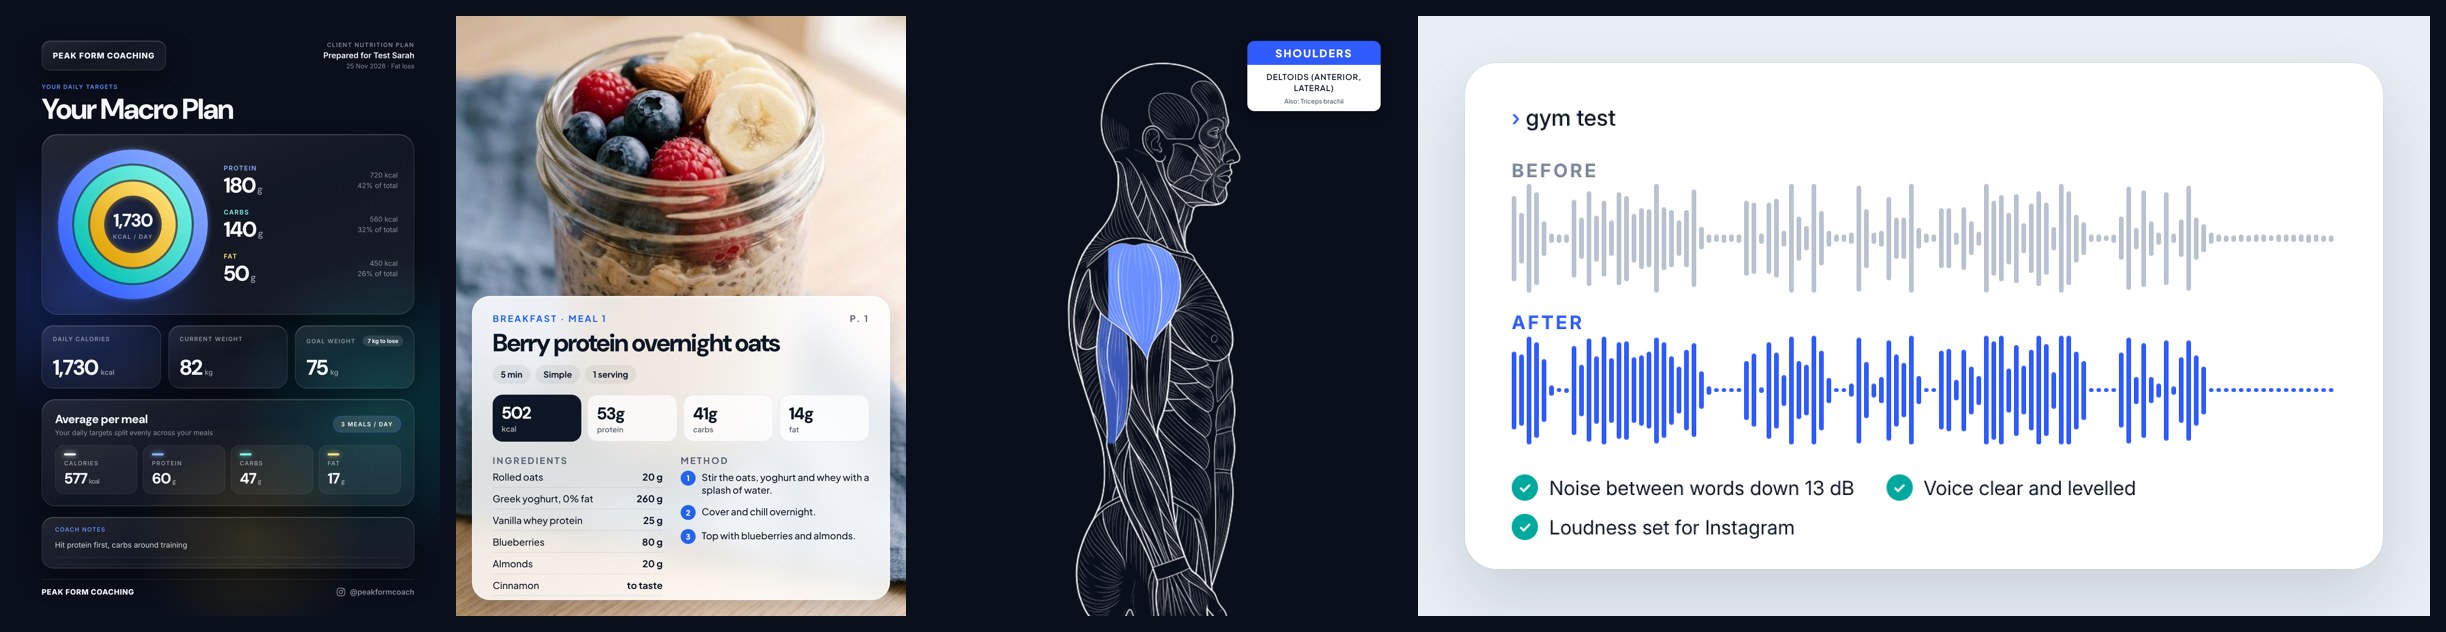 PEAK FORM COACHING
CLIENT NUTRITION PLAN
Prepared for Test Sarah
25 Nov 2026 · Fat loss
YOUR DAILY TARGETS
Your Macro Plan
1,730
KCAL / DAY
PROTEIN
180 g
720 kcal
42% of total
CARBS
140 g
560 kcal
32% of total
FAT
50 g
450 kcal
26% of total
DAILY CALORIES
1,730 kcal
CURRENT WEIGHT
82 kg
GOAL WEIGHT
7 kg to lose
75 kg
Average per meal
Your daily targets split evenly across your meals
3 MEALS / DAY
CALORIES
577 kcal
PROTEIN
60 g
CARBS
47 g
FAT
17 g
COACH NOTES
Hit protein first, carbs around training
PEAK FORM COACHING
@peakformcoach
BREAKFAST · MEAL 1
P. 1
Berry protein overnight oats
5 min
Simple
1 serving
502
kcal
53g
protein
41g
carbs
14g
fat
INGREDIENTS
Rolled oats 20 g
Greek yoghurt, 0% fat 260 g
Vanilla whey protein 25 g
Blueberries 80 g
Almonds 20 g
Cinnamon to taste
METHOD
1 Stir the oats, yoghurt and whey with a
splash of water.
2 Cover and chill overnight.
3 Top with blueberries and almonds.
SHOULDERS
DELTOIDS (ANTERIOR,
LATERAL)
Also: Triceps brachii
› gym test
BEFORE
AFTER
Noise between words down 13 dB
Voice clear and levelled
Loudness set for Instagram